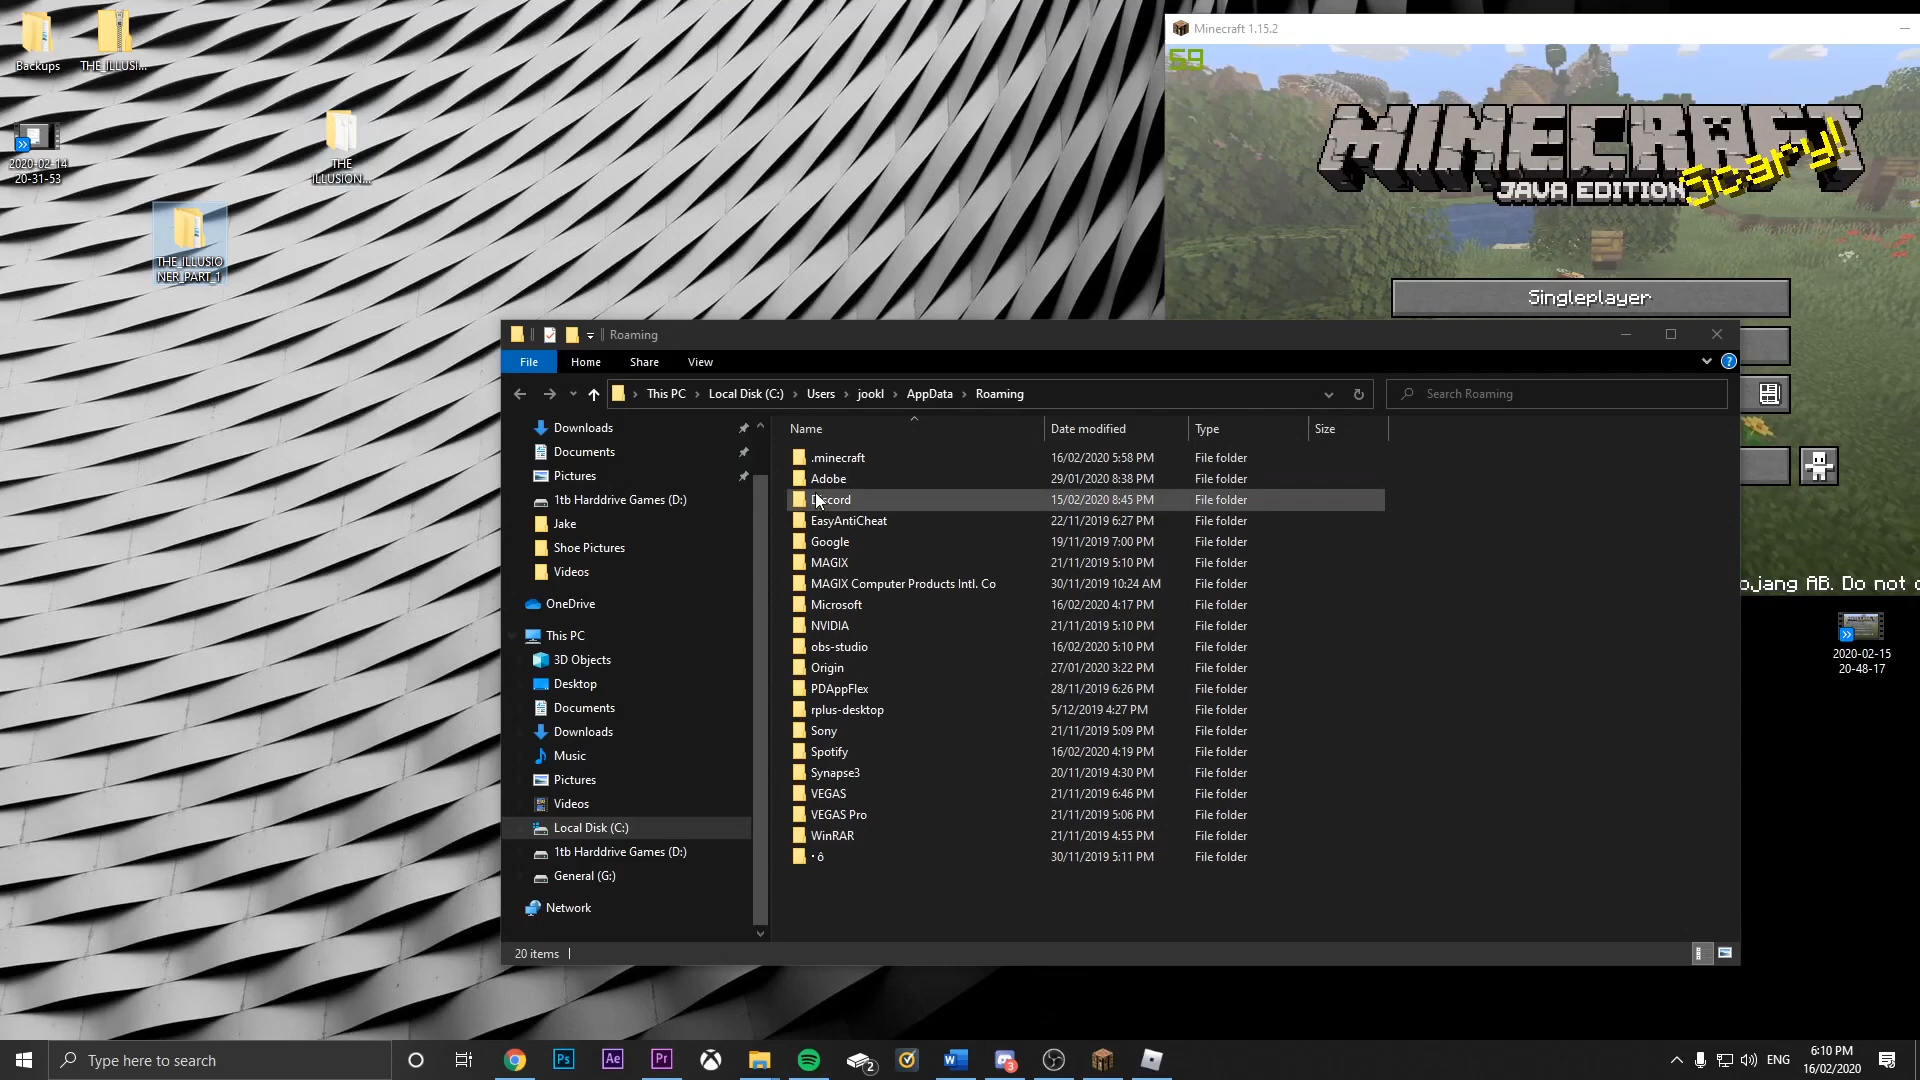 Backups
THE_ILLUSI...
2020-02-14
20-31-53
THE
ILLUSION...
THE_ILLUSIO
NER_PART_1
Minecraft 1.15.2
59
MINECRAFT
JAVA EDITION
Scary!
Singleplayer
ojang AB. Do not
2020-02-15
20-48-17
Roaming
File Home Share View
This PC > Local Disk (C:) > Users > jookl > AppData > Roaming
Search Roaming
Downloads
Documents
Pictures
1tb Harddrive Games (D:)
Jake
Shoe Pictures
Videos
OneDrive
This PC
3D Objects
Desktop
Documents
Downloads
Music
Pictures
Videos
Local Disk (C:)
1tb Harddrive Games (D:)
General (G:)
Network
Name Date modified Type Size
.minecraft 16/02/2020 5:58 PM File folder
Adobe 29/01/2020 8:38 PM File folder
Discord 15/02/2020 8:45 PM File folder
EasyAntiCheat 22/11/2019 6:27 PM File folder
Google 19/11/2019 7:00 PM File folder
MAGIX 21/11/2019 5:10 PM File folder
MAGIX Computer Products Intl. Co 30/11/2019 10:24 AM File folder
Microsoft 16/02/2020 4:17 PM File folder
NVIDIA 21/11/2019 5:10 PM File folder
obs-studio 16/02/2020 5:10 PM File folder
Origin 27/01/2020 3:22 PM File folder
PDAppFlex 28/11/2019 6:26 PM File folder
rplus-desktop 5/12/2019 4:27 PM File folder
Sony 21/11/2019 5:09 PM File folder
Spotify 16/02/2020 4:19 PM File folder
Synapse3 20/11/2019 4:30 PM File folder
VEGAS 21/11/2019 6:46 PM File folder
VEGAS Pro 21/11/2019 5:06 PM File folder
WinRAR 21/11/2019 4:55 PM File folder
· ô 30/11/2019 5:11 PM File folder
20 items
Type here to search
Ps
Ae
Pr
2
3
ENG
6:10 PM
16/02/2020